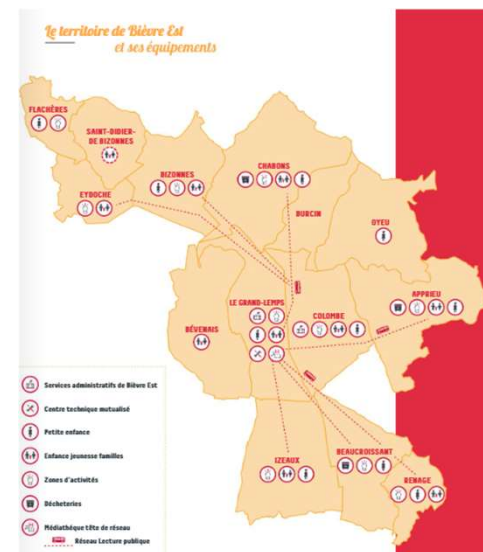 Le territoire de Bièvre Est
et ses équipements
FLACHÈRES
SAINT-DIDIER-
DE BIZONNES
BIZONNES
CHABONS
EYDOCHE
BURCIN
OYEU
LE GRAND-LEMPS
COLOMBE
APPRIEU
BÉVENAIS
IZEAUX
BEAUCROISSANT
RENAGE
Services administratifs de Bièvre Est
Centre technique mutualisé
Petite enfance
Enfance jeunesse familles
Zones d'activités
Déchèteries
Médiathèque tête de réseau
Réseau Lecture publique